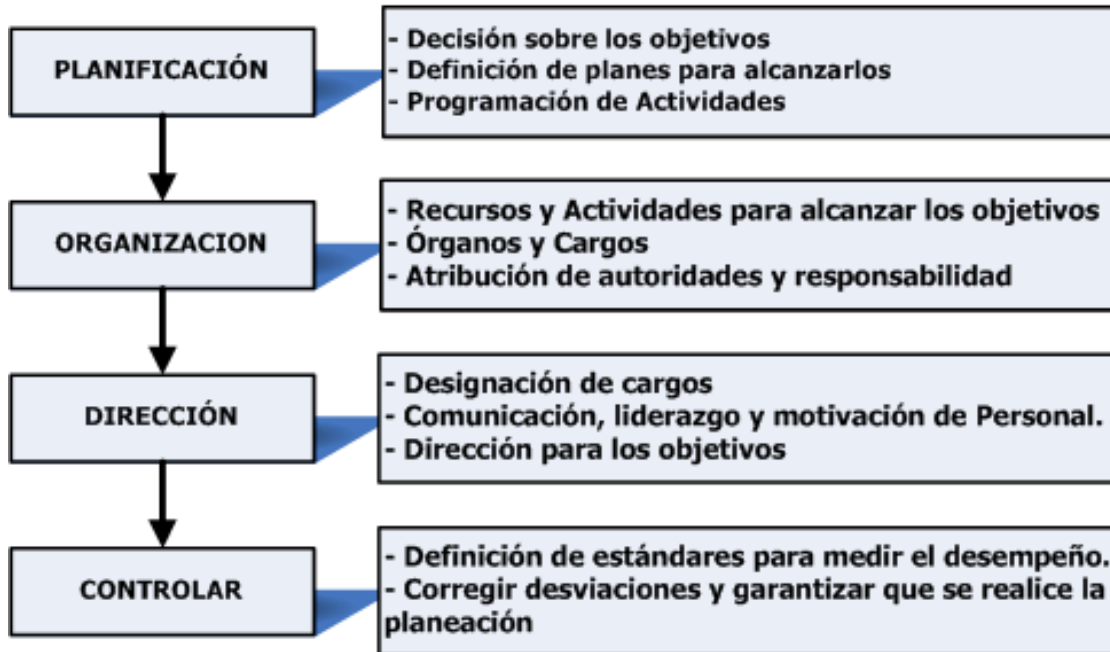 PLANIFICACIÓN
- Decisión sobre los objetivos
- Definición de planes para alcanzarlos
- Programación de Actividades
ORGANIZACION
- Recursos y Actividades para alcanzar los objetivos
- Órganos y Cargos
- Atribución de autoridades y responsabilidad
DIRECCIÓN
- Designación de cargos
- Comunicación, liderazgo y motivación de Personal.
- Dirección para los objetivos
CONTROLAR
- Definición de estándares para medir el desempeño.
- Corregir desviaciones y garantizar que se realice la
planeación